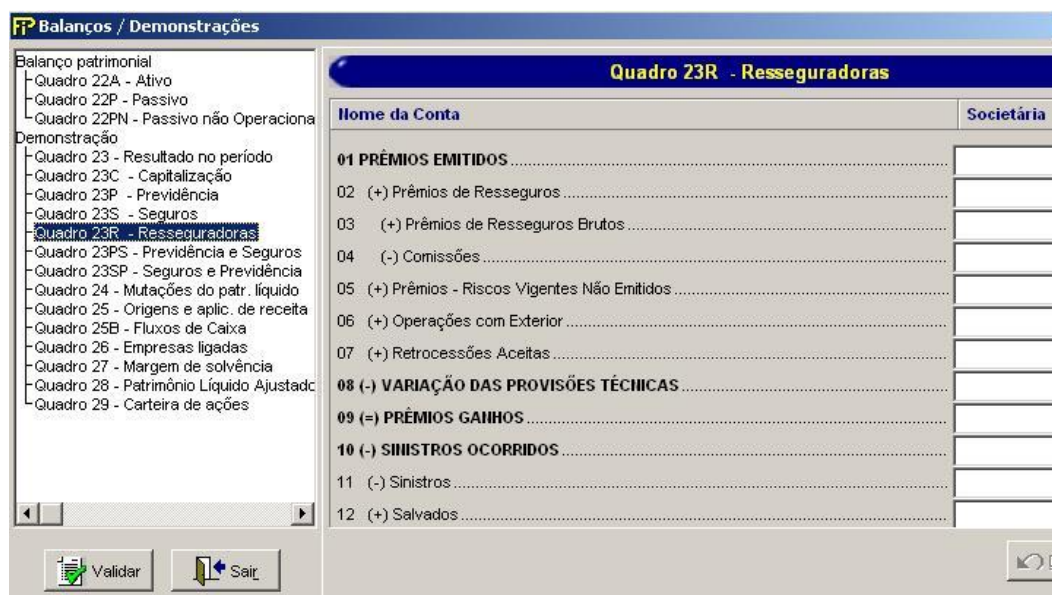 FiP Balanços / Demonstrações
Balanço patrimonial
Quadro 22A - Ativo
Quadro 22P - Passivo
Quadro 22PN - Passivo não Operaciona
Demonstração
Quadro 23 - Resultado no período
Quadro 23C - Capitalização
Quadro 23P - Previdência
Quadro 23S - Seguros
Quadro 23R - Resseguradoras
Quadro 23PS - Previdência e Seguros
Quadro 23SP - Seguros e Previdência
Quadro 24 - Mutações do patr. líquido
Quadro 25 - Origens e aplic. de receita
Quadro 25B - Fluxos de Caixa
Quadro 26 - Empresas ligadas
Quadro 27 - Margem de solvência
Quadro 28 - Patrimônio Líquido Ajustado
Quadro 29 - Carteira de ações
Validar
Sair
Quadro 23R - Resseguradoras
Nome da Conta Societária
01 PRÊMIOS EMITIDOS
02 (+) Prêmios de Resseguros
03 (+) Prêmios de Resseguros Brutos
04 (-) Comissões
05 (+) Prêmios - Riscos Vigentes Não Emitidos
06 (+) Operações com Exterior
07 (+) Retrocessões Aceitas
08 (-) VARIAÇÃO DAS PROVISÕES TÉCNICAS
09 (=) PRÊMIOS GANHOS
10 (-) SINISTROS OCORRIDOS
11 (-) Sinistros
12 (+) Salvados